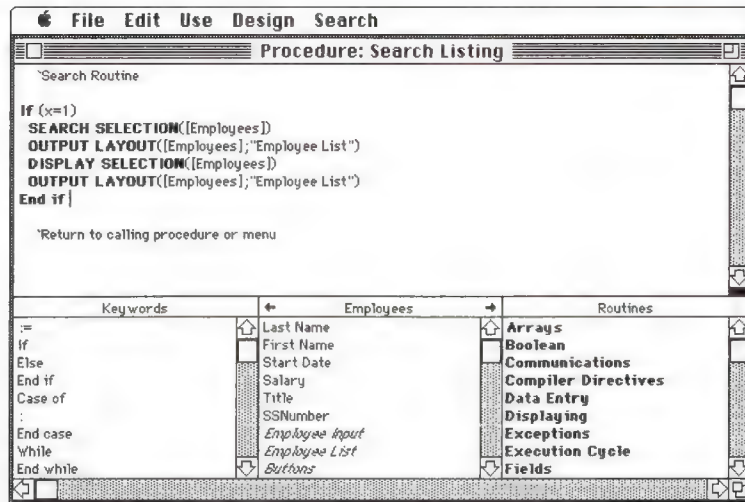 File Edit Use Design Search
Procedure: Search Listing
`Search Routine
If (x=1)
SEARCH SELECTION([Employees])
OUTPUT LAYOUT([Employees];"Employee List")
DISPLAY SELECTION([Employees])
OUTPUT LAYOUT([Employees];"Employee List")
End if
`Return to calling procedure or menu
Keywords
:=
If
Else
End if
Case of
:
End case
While
End while
Employees
Last Name
First Name
Start Date
Salary
Title
SSNumber
Employee Input
Employee List
Buttons
Routines
Arrays
Boolean
Communications
Compiler Directives
Data Entry
Displaying
Exceptions
Execution Cycle
Fields